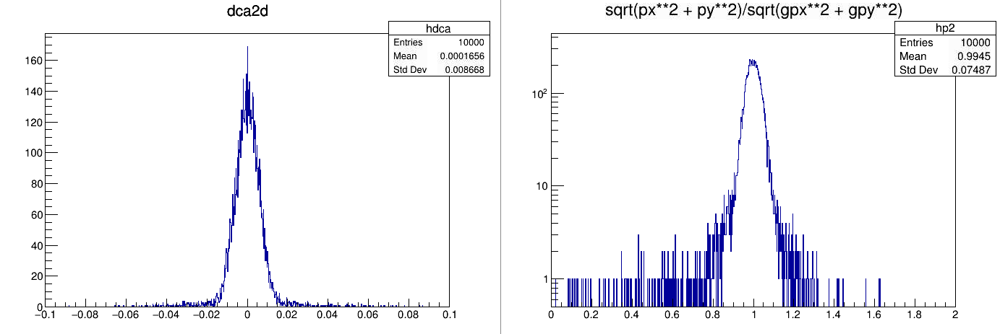 dca2d
hdca
Entries 10000
Mean 0.0001656
Std Dev 0.008668
160
140
120
100
80
60
40
20
0
−0.1 −0.08 −0.06 −0.04 −0.02 0 0.02 0.04 0.06 0.08 0.1
sqrt(px**2 + py**2)/sqrt(gpx**2 + gpy**2)
hp2
Entries 10000
Mean 0.9945
Std Dev 0.07487
10²
10
1
0 0.2 0.4 0.6 0.8 1 1.2 1.4 1.6 1.8 2